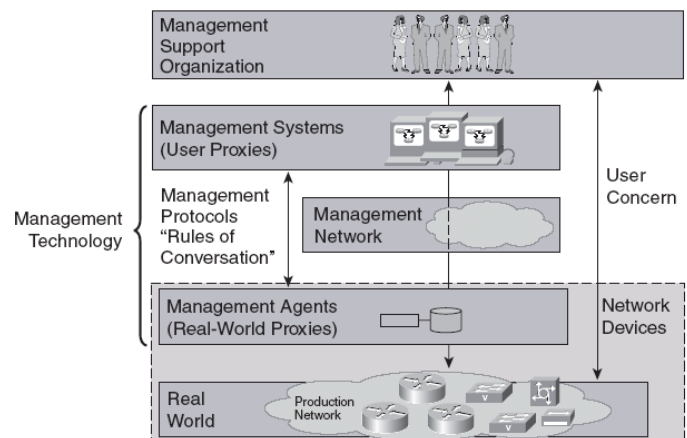 Management
Support
Organization
Management Systems
(User Proxies)
Management
Technology
Management
Protocols
“Rules of
Conversation”
Management
Network
User
Concern
Management Agents
(Real-World Proxies)
Network
Devices
Real
World
Production
Network
V
V